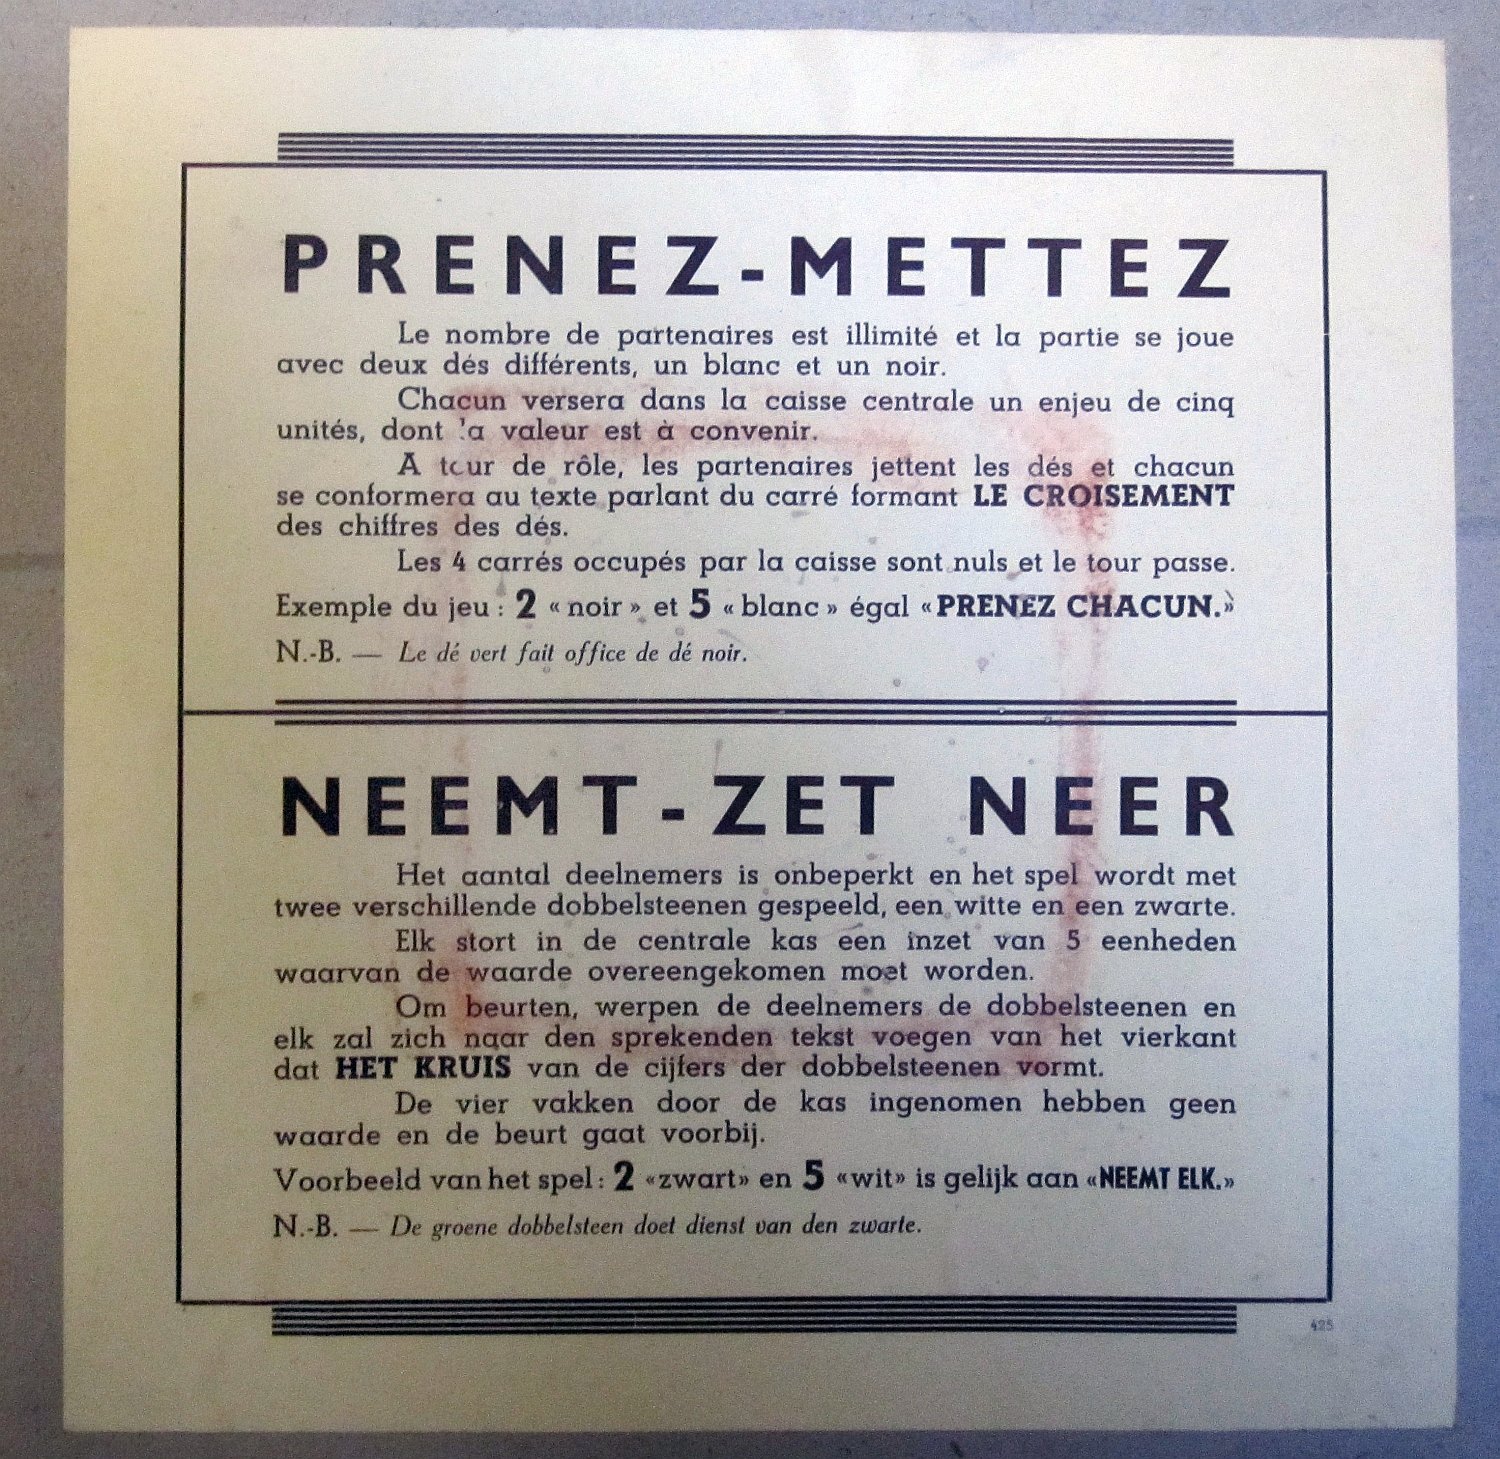 PRENEZ-METTEZ
Le nombre de partenaires est illimité et la partie se joue
avec deux dés différents, un blanc et un noir.
Chacun versera dans la caisse centrale un enjeu de cinq
unités, dont la valeur est à convenir.
A tour de rôle, les partenaires jettent les dés et chacun
se conformera au texte parlant du carré formant LE CROISEMENT
des chiffres des dés.
Les 4 carrés occupés par la caisse sont nuls et le tour passe.
Exemple du jeu : 2 « noir » et 5 « blanc » égal « PRENEZ CHACUN. »
N.-B. — Le dé vert fait office de dé noir.
NEEMT-ZET NEER
Het aantal deelnemers is onbeperkt en het spel wordt met
twee verschillende dobbelsteenen gespeeld, een witte en een zwarte.
Elk stort in de centrale kas een inzet van 5 eenheden
waarvan de waarde overeengekomen moet worden.
Om beurten, werpen de deelnemers de dobbelsteenen en
elk zal zich naar den sprekenden tekst voegen van het vierkant
dat HET KRUIS van de cijfers der dobbelsteenen vormt.
De vier vakken door de kas ingenomen hebben geen
waarde en de beurt gaat voorbij.
Voorbeeld van het spel : 2 «zwart» en 5 «wit» is gelijk aan «NEEMT ELK.»
N.-B. — De groene dobbelsteen doet dienst van den zwarte.
425